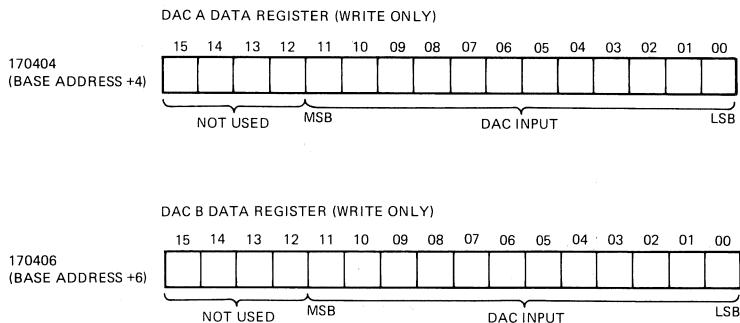 DAC A DATA REGISTER (WRITE ONLY)
15 14 13 12 11 10 09 08 07 06 05 04 03 02 01 00
170404
(BASE ADDRESS +4)
NOT USED MSB DAC INPUT LSB
DAC B DATA REGISTER (WRITE ONLY)
15 14 13 12 11 10 09 08 07 06 05 04 03 02 01 00
170406
(BASE ADDRESS +6)
NOT USED MSB DAC INPUT LSB